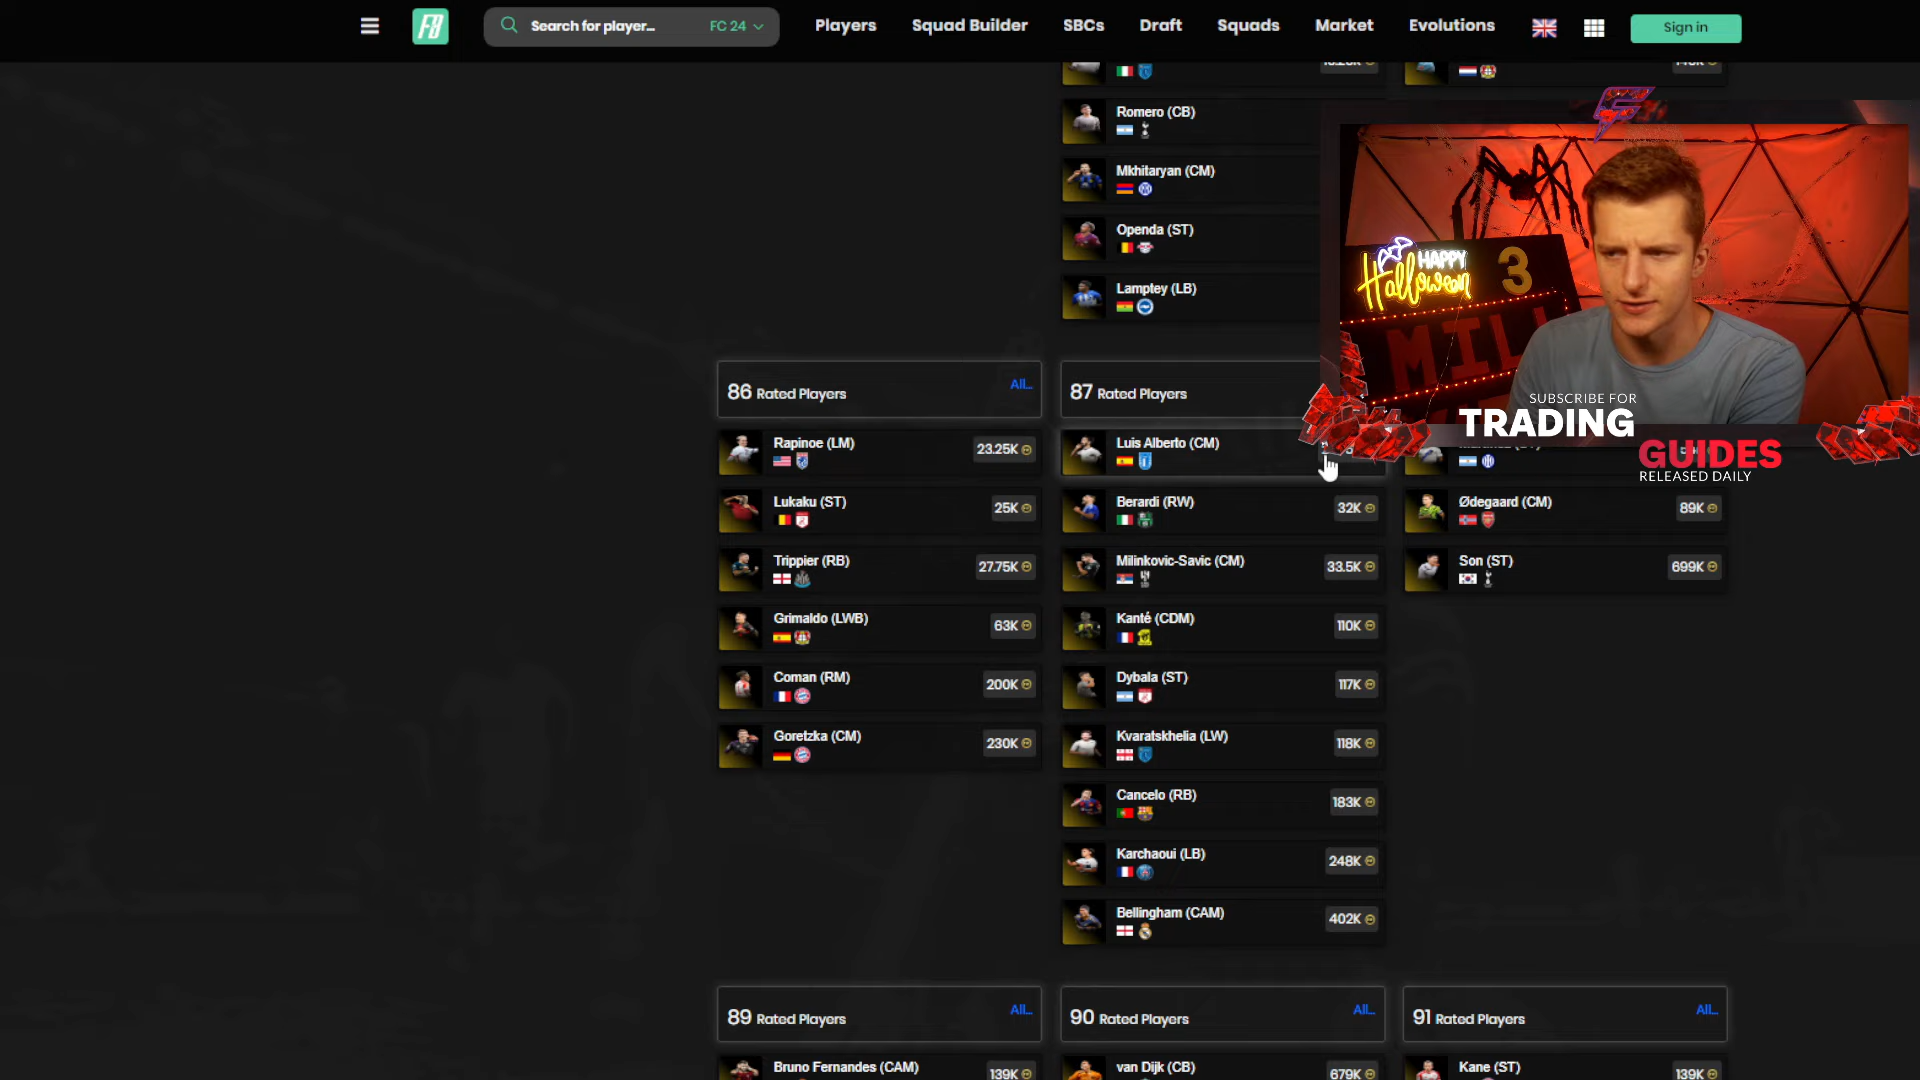 FB
Search for player...
FC 24
Players
Squad Builder
SBCs
Draft
Squads
Market
Evolutions
Sign in
Romero (CB)
Mkhitaryan (CM)
Openda (ST)
Lamptey (LB)
HAPPY
Halloween
3
MIL
SUBSCRIBE FOR
TRADING
GUIDES
RELEASED DAILY
86 Rated Players
All...
Rapinoe (LM)
23.25K
Lukaku (ST)
25K
Trippier (RB)
27.75K
Grimaldo (LWB)
63K
Coman (RM)
200K
Goretzka (CM)
230K
87 Rated Players
Luis Alberto (CM)
Berardi (RW)
32K
Milinkovic-Savic (CM)
33.5K
Kanté (CDM)
110K
Dybala (ST)
117K
Kvaratskhelia (LW)
118K
Cancelo (RB)
183K
Karchaoui (LB)
248K
Bellingham (CAM)
402K
Ødegaard (CM)
89K
Son (ST)
699K
89 Rated Players
All...
Bruno Fernandes (CAM)
139K
90 Rated Players
All...
van Dijk (CB)
679K
91 Rated Players
All...
Kane (ST)
139K